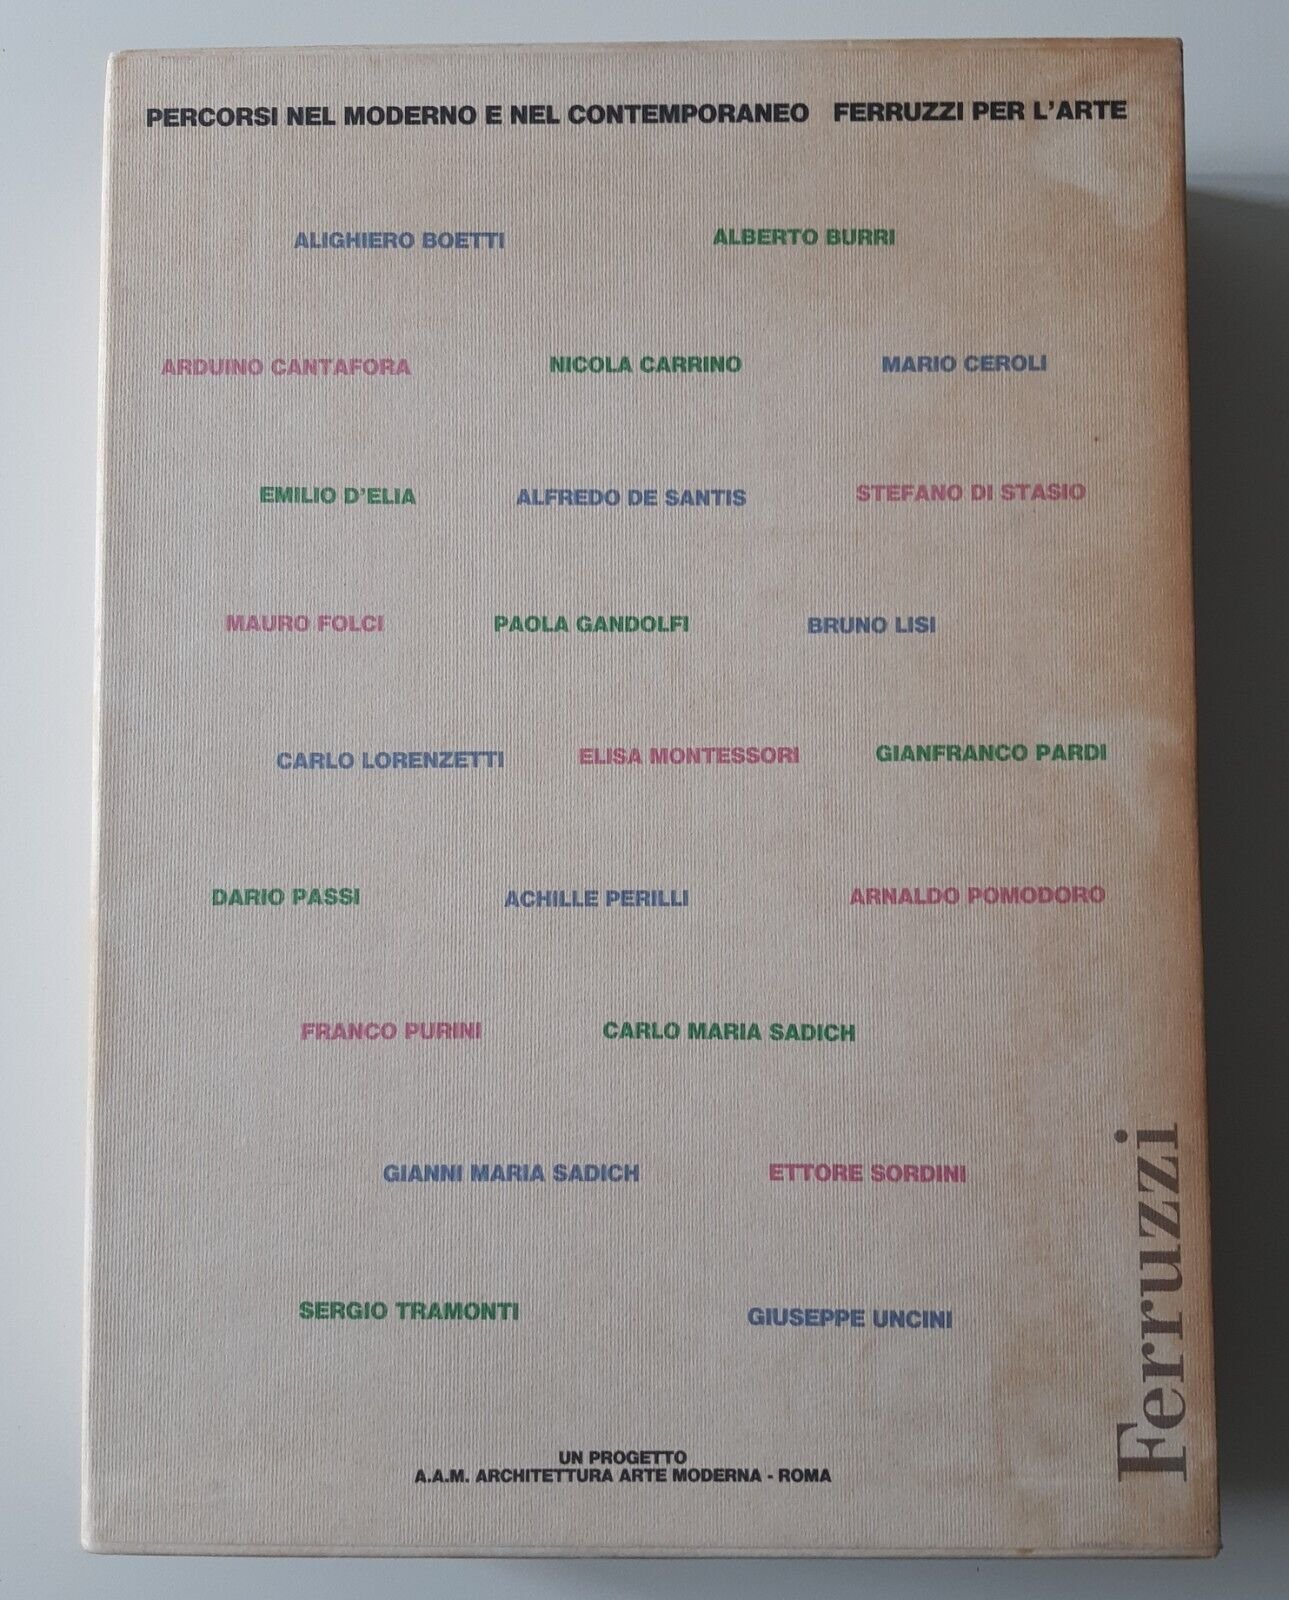 PERCORSI NEL MODERNO E NEL CONTEMPORANEO FERRUZZI PER L'ARTE
ALIGHIERO BOETTI ALBERTO BURRI
ARDUINO CANTAFORA NICOLA CARRINO MARIO CEROLI
EMILIO D'ELIA ALFREDO DE SANTIS STEFANO DI STASIO
MAURO FOLCI PAOLA GANDOLFI BRUNO LISI
CARLO LORENZETTI ELISA MONTESSORI GIANFRANCO PARDI
DARIO PASSI ACHILLE PERILLI ARNALDO POMODORO
FRANCO PURINI CARLO MARIA SADICH
GIANNI MARIA SADICH ETTORE SORDINI
SERGIO TRAMONTI GIUSEPPE UNCINI
UN PROGETTO
A.A.M. ARCHITETTURA ARTE MODERNA - ROMA
Ferruzzi